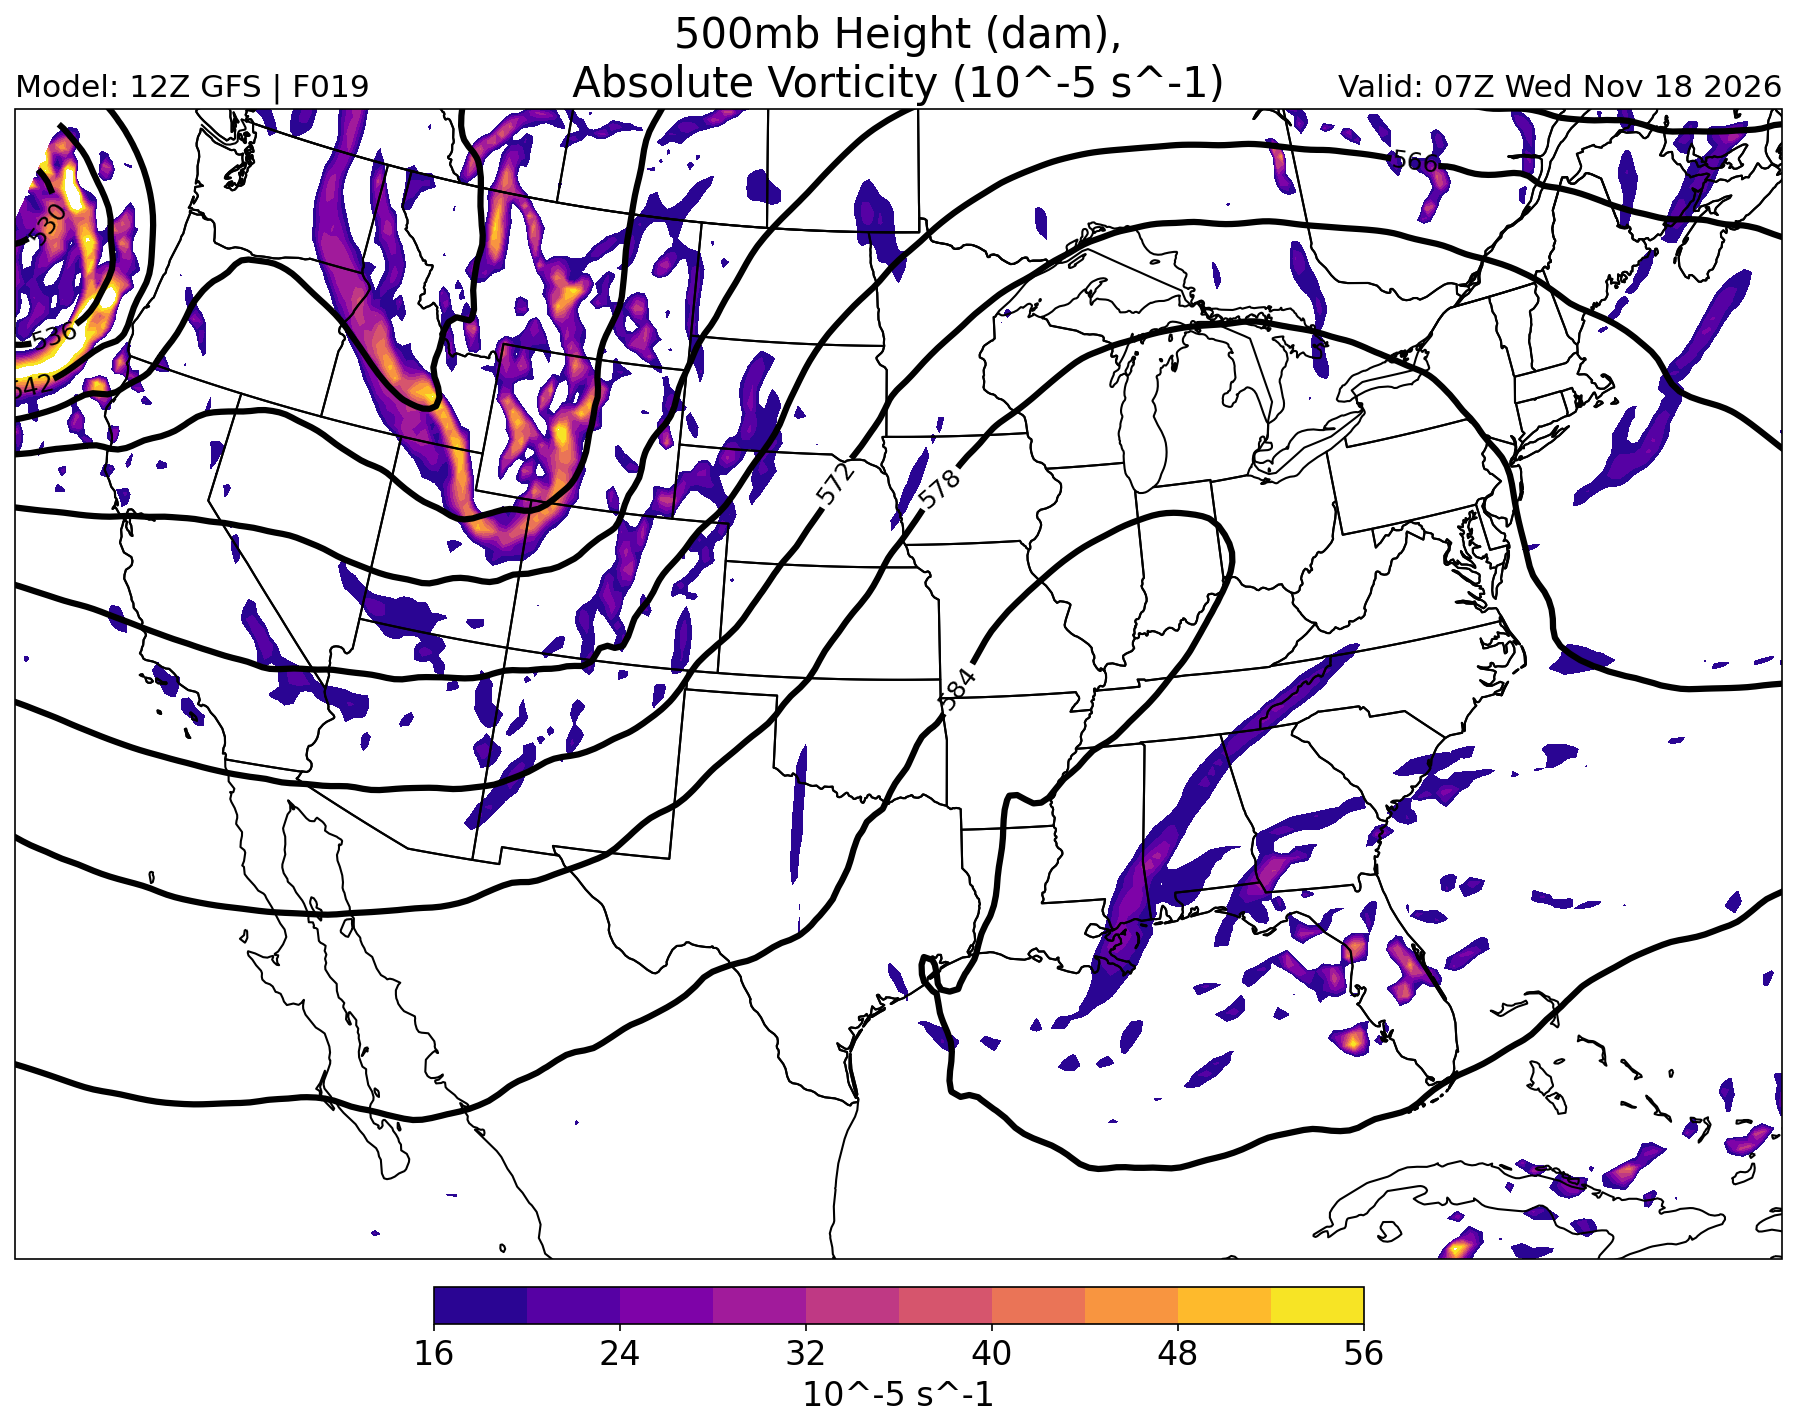 500mb Height (dam),
Absolute Vorticity (10^-5 s^-1)
Model: 12Z GFS | F019
Valid: 07Z Wed Nov 18 2026
566
530
536
542
572
578
584
16 24 32 40 48 56
10^-5 s^-1